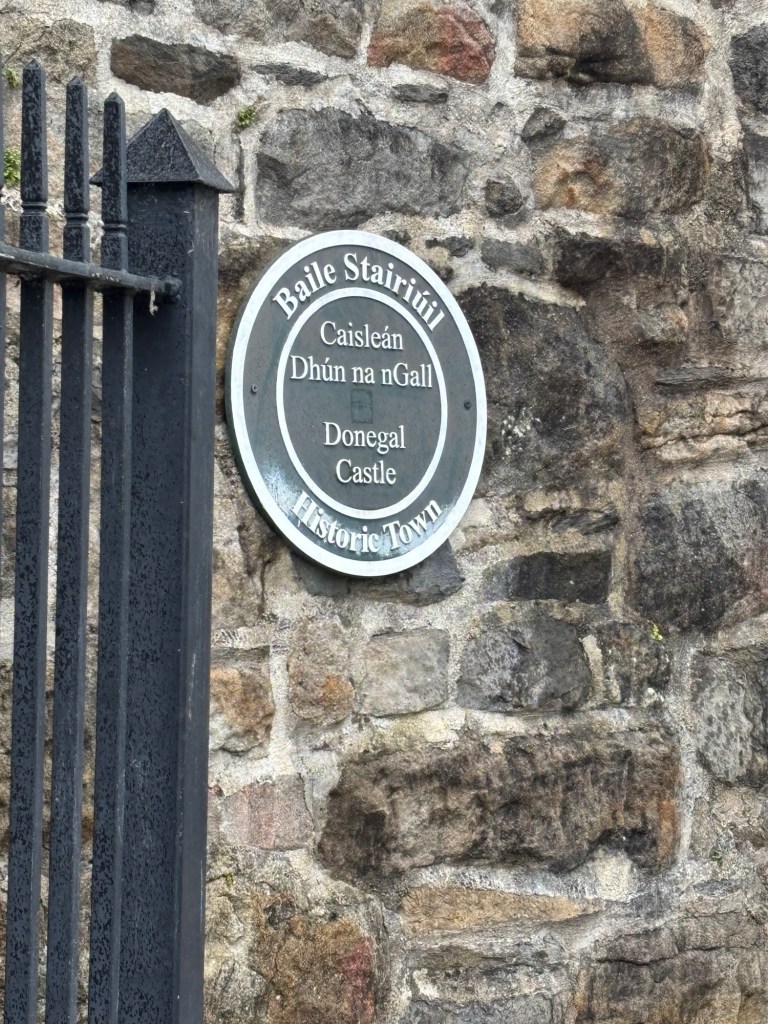 Baile Stairiúil
Caisleán
Dhún na nGall
Donegal
Castle
Historic Town